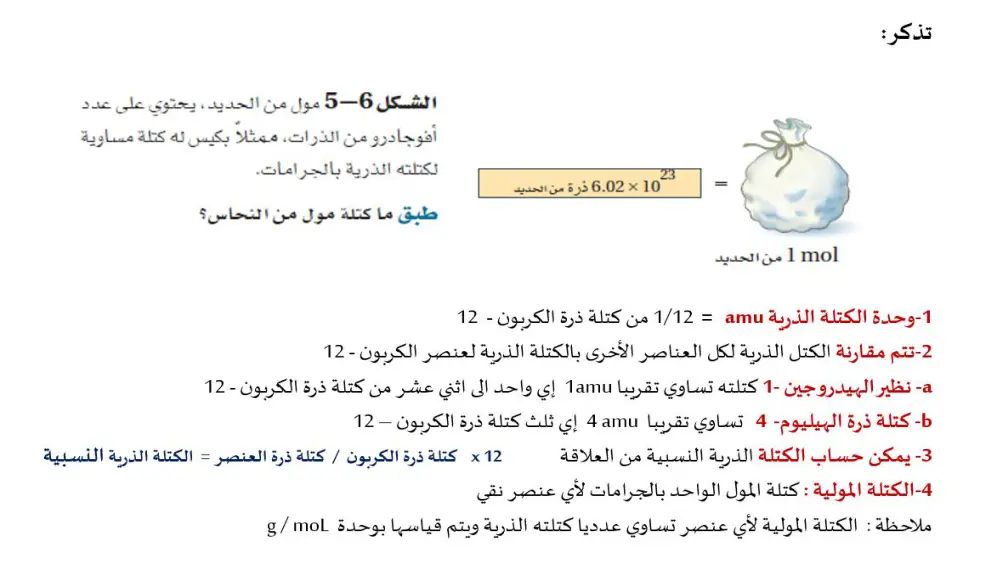 تذكر:
الشكل 6–5 مول من الحديد، يحتوي على عدد
أفوجادرو من الذرات، ممثلاً بكيس له كتلة مساوية
لكتلته الذرية بالجرامات.
طبق ما كتلة مول من النحاس؟
=
6.02 × 10²³ ذرة من الحديد
1 mol من الحديد
1-وحدة الكتلة الذرية amu = 1/12 من كتلة ذرة الكربون - 12
2-تتم مقارنة الكتل الذرية لكل العناصر الأخرى بالكتلة الذرية لعنصر الكربون - 12
a- نظير الهيدروجين -1 كتلته تساوي تقريبا 1amu إي واحد الى اثني عشر من كتلة ذرة الكربون - 12
b- كتلة ذرة الهيليوم- 4 تساوي تقريبا 4 amu إي ثلث كتلة ذرة الكربون – 12
3- يمكن حساب الكتلة الذرية النسبية من العلاقة الكتلة الذرية النسبية = كتلة ذرة العنصر / كتلة ذرة الكربون x 12
4-الكتلة المولية : كتلة المول الواحد بالجرامات لأي عنصر نقي
ملاحظة : الكتلة المولية لأي عنصر تساوي عدديا كتلته الذرية ويتم قياسها بوحدة g / moL